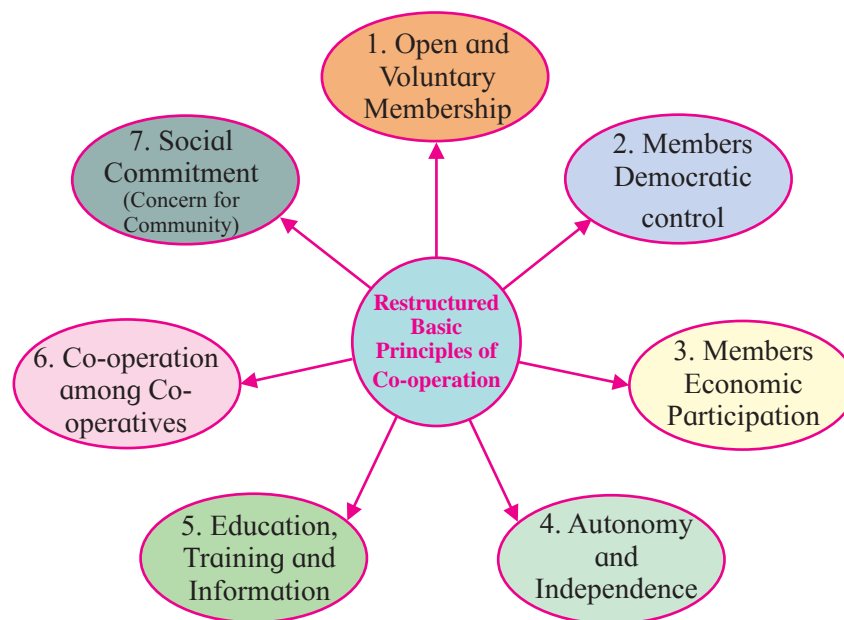 1. Open and
Voluntary
Membership
2. Members
Democratic
control
3. Members
Economic
Participation
4. Autonomy
and
Independence
5. Education,
Training and
Information
6. Co-operation
among Co-
operatives
7. Social
Commitment
(Concern for
Community)
Restructured
Basic
Principles of
Co-operation